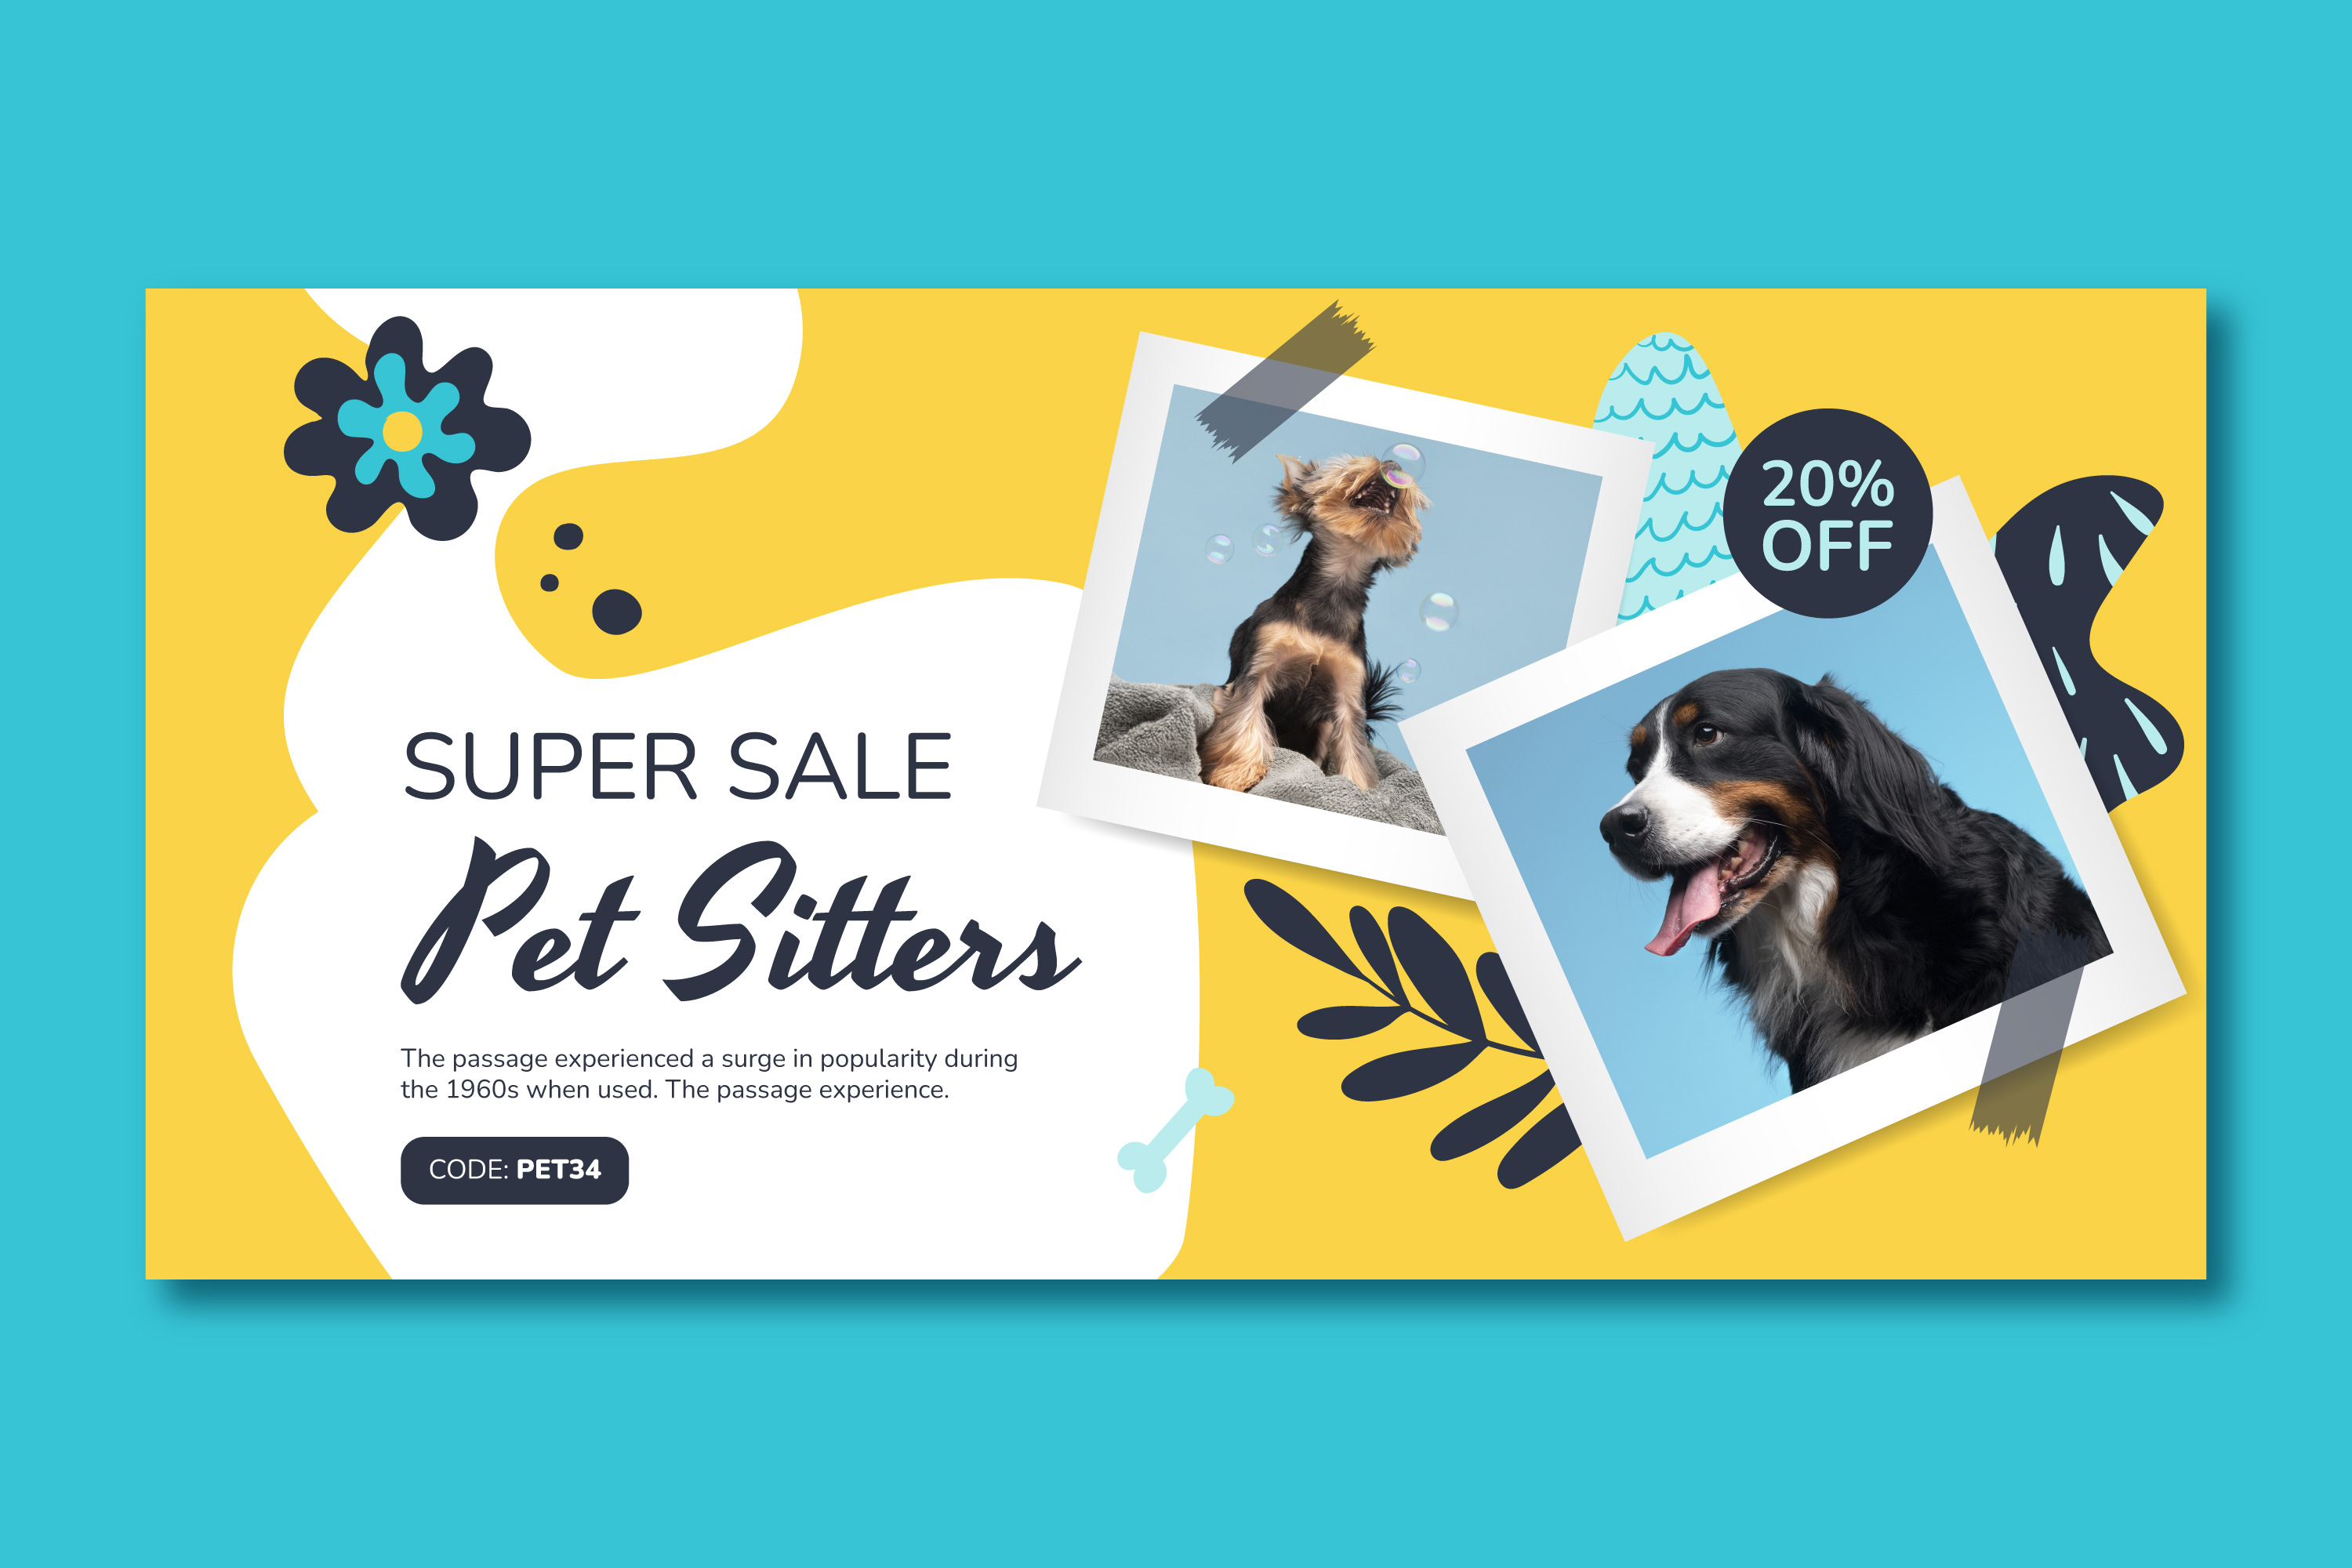 20%
OFF
SUPER SALE
Pet Sitters
The passage experienced a surge in popularity during
the 1960s when used. The passage experience.
CODE: PET34